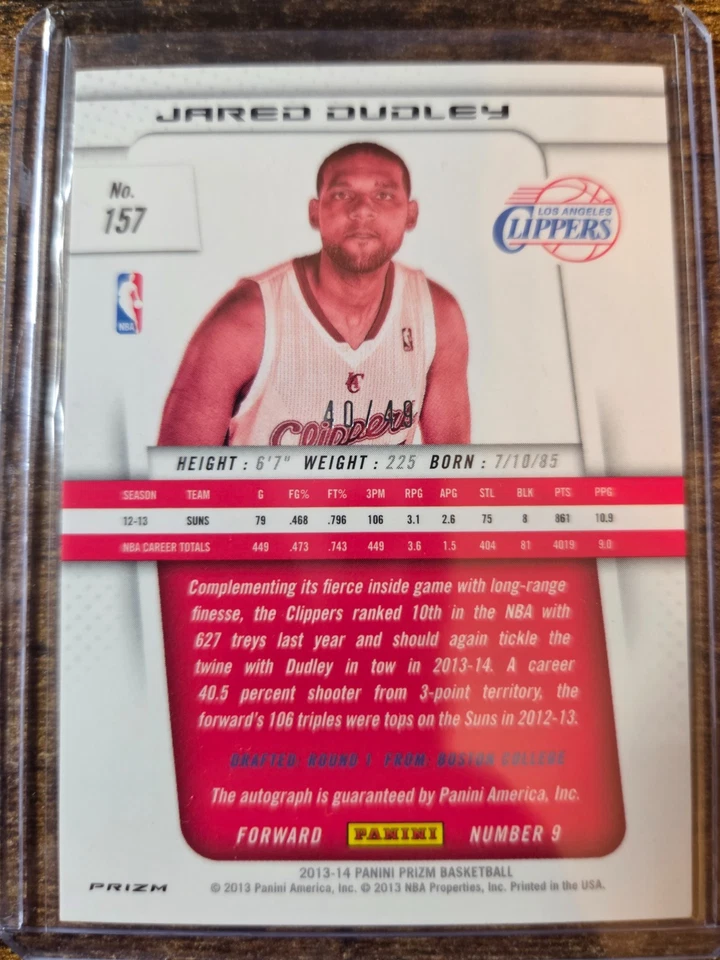 JARED DUDLEY
No.
157
LOS ANGELES
CLIPPERS
NBA
LAC
Clippers
40/49
HEIGHT : 6'7" WEIGHT : 225 BORN : 7/10/85
SEASON TEAM G FG% FT% 3PM RPG APG STL BLK PTS PPG
12-13 SUNS 79 .468 .796 106 3.1 2.6 75 8 861 10.9
NBA CAREER TOTALS 449 .473 .743 449 3.6 1.5 404 81 4019 9.0
Complementing its fierce inside game with long-range
finesse, the Clippers ranked 10th in the NBA with
627 treys last year and should again tickle the
twine with Dudley in tow in 2013-14. A career
40.5 percent shooter from 3-point territory, the
forward's 106 triples were tops on the Suns in 2012-13.
DRAFTED: ROUND 1 FROM: BOSTON COLLEGE
The autograph is guaranteed by Panini America, Inc.
FORWARD PANINI NUMBER 9
2013-14 PANINI PRIZM BASKETBALL
PRIZM © 2013 Panini America, Inc. © 2013 NBA Properties, Inc. Printed in the USA.